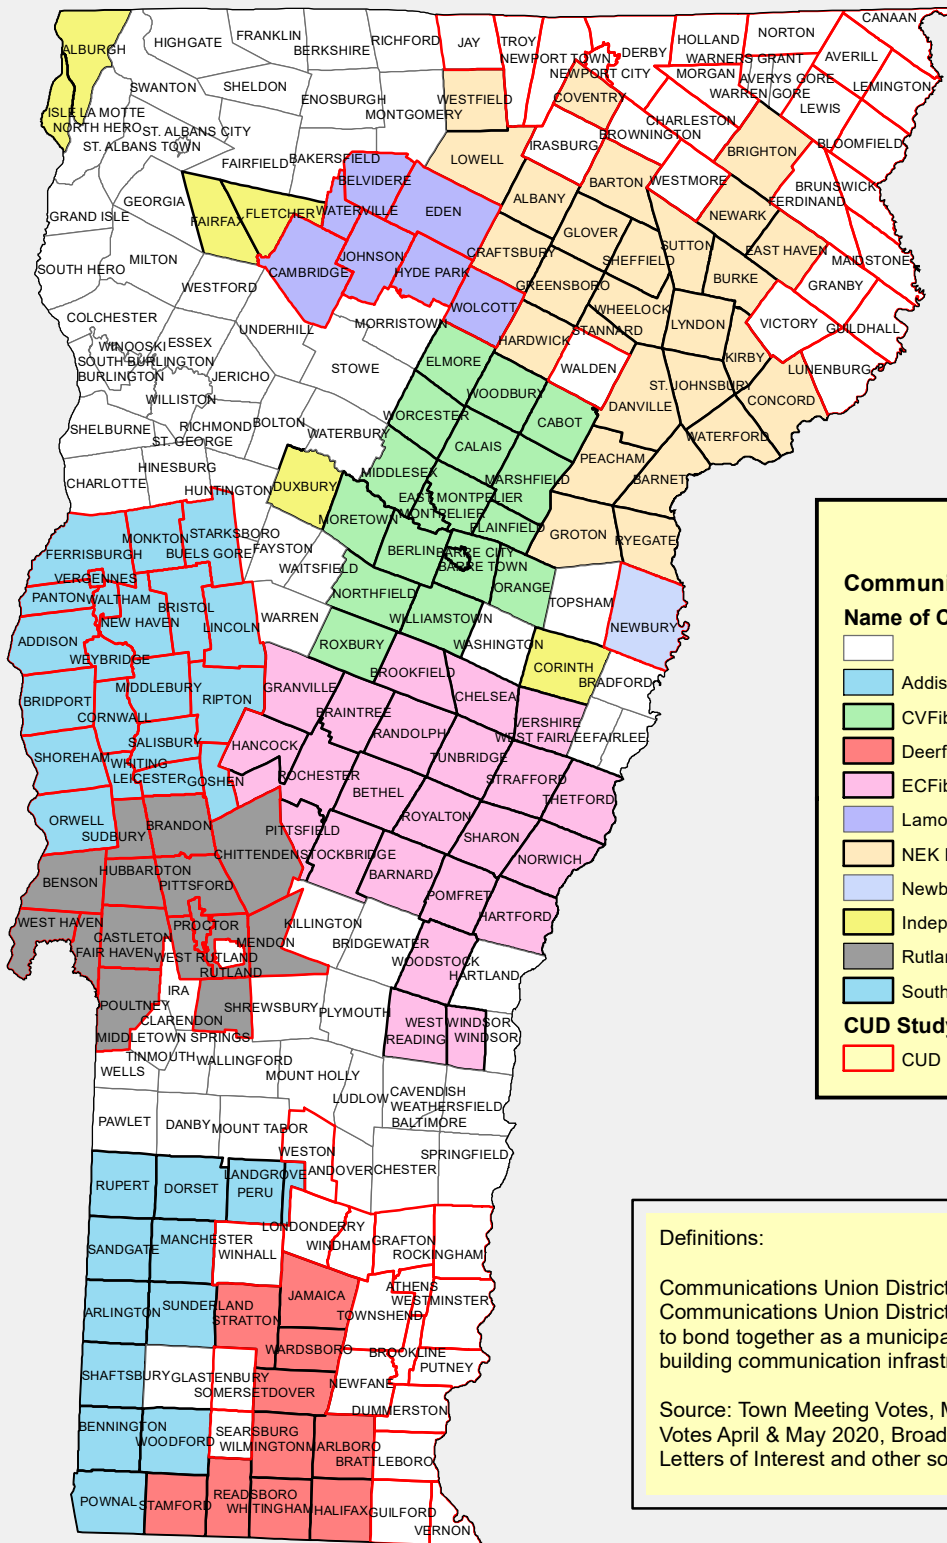 CANAAN
FRANKLIN
RICHFORD
JAY
TROY
HOLLAND
NORTON
ALBURGH
HIGHGATE
BERKSHIRE
NEWPORT TOWN
DERBY
WARNERS GRANT
AVERILL
NEWPORT CITY
MORGAN
AVERYS GORE
SWANTON
SHELDON
ENOSBURGH
WESTFIELD
COVENTRY
WARREN GORE
LEMINGTON
ISLE LA MOTTE
MONTGOMERY
CHARLESTON
LEWIS
NORTH HERO
ST. ALBANS CITY
BROWNINGTON
ST. ALBANS TOWN
IRASBURG
BLOOMFIELD
FAIRFIELD
BAKERSFIELD
LOWELL
BRIGHTON
BELVIDERE
BARTON
WESTMORE
BRUNSWICK
GEORGIA
ALBANY
FERDINAND
GRAND ISLE
FAIRFAX
FLETCHER
WATERVILLE
EDEN
NEWARK
GLOVER
MILTON
JOHNSON
CRAFTSBURY
SHEFFIELD
SUTTON
EAST HAVEN
MAIDSTONE
SOUTH HERO
CAMBRIDGE
HYDE PARK
BURKE
WESTFORD
GREENSBORO
GRANBY
WOLCOTT
WHEELOCK
COLCHESTER
MORRISTOWN
LYNDON
VICTORY
GUILDHALL
UNDERHILL
STANNARD
WINOOSKI
ESSEX
HARDWICK
SOUTH BURLINGTON
ELMORE
KIRBY
BURLINGTON
JERICHO
STOWE
WALDEN
LUNENBURG
WOODBURY
ST. JOHNSBURY
WILLISTON
DANVILLE
CONCORD
WORCESTER
CABOT
SHELBURNE
RICHMOND
BOLTON
WATERBURY
WATERFORD
ST. GEORGE
CALAIS
HINESBURG
PEACHAM
MIDDLESEX
MARSHFIELD
BARNET
CHARLOTTE
HUNTINGTON
DUXBURY
EAST MONTPELIER
MONTPELIER
MORETOWN
PLAINFIELD
MONKTON
STARKSBORO
GROTON
RYEGATE
FERRISBURGH
BUELS GORE
FAYSTON
BERLIN
BARRE CITY
BARRE TOWN
WAITSFIELD
VERGENNES
ORANGE
PANTON
WALTHAM
NORTHFIELD
TOPSHAM
BRISTOL
NEW HAVEN
WARREN
WILLIAMSTOWN
LINCOLN
NEWBURY
ADDISON
ROXBURY
WASHINGTON
WEYBRIDGE
BROOKFIELD
CORINTH
MIDDLEBURY
GRANVILLE
BRADFORD
BRIDPORT
RIPTON
CHELSEA
CORNWALL
BRAINTREE
VERSHIRE
RANDOLPH
WEST FAIRLEE
FAIRLEE
SALISBURY
HANCOCK
SHOREHAM
WHITING
TUNBRIDGE
LEICESTER
GOSHEN
ROCHESTER
STRAFFORD
BETHEL
THETFORD
ORWELL
BRANDON
ROYALTON
SUDBURY
PITTSFIELD
SHARON
CHITTENDEN
STOCKBRIDGE
NORWICH
HUBBARDTON
BARNARD
BENSON
PITTSFORD
POMFRET
WEST HAVEN
HARTFORD
PROCTOR
KILLINGTON
CASTLETON
MENDON
BRIDGEWATER
FAIR HAVEN
WEST RUTLAND
WOODSTOCK
RUTLAND
HARTLAND
IRA
POULTNEY
SHREWSBURY
PLYMOUTH
CLARENDON
WEST WINDSOR
MIDDLETOWN SPRINGS
READING
WINDSOR
TINMOUTH
WALLINGFORD
WELLS
MOUNT HOLLY
CAVENDISH
LUDLOW
WEATHERSFIELD
PAWLET
DANBY
MOUNT TABOR
BALTIMORE
WESTON
SPRINGFIELD
LANDGROVE
ANDOVER
CHESTER
RUPERT
DORSET
PERU
LONDONDERRY
MANCHESTER
WINDHAM
GRAFTON
SANDGATE
WINHALL
ROCKINGHAM
ATHENS
JAMAICA
WESTMINSTER
ARLINGTON
SUNDERLAND
STRATTON
TOWNSHEND
WARDSBORO
BROOKLINE
PUTNEY
SHAFTSBURY
GLASTENBURY
NEWFANE
SOMERSET
DOVER
DUMMERSTON
BENNINGTON
SEARSBURG
WOODFORD
WILMINGTON
MARLBORO
BRATTLEBORO
READSBORO
POWNAL
STAMFORD
WHITINGHAM
HALIFAX
GUILFORD
VERNON
Communi
Name of C
Addis
CVFib
Deerf
ECFib
Lamo
NEK
Newb
Indep
Rutlan
South
CUD Study
CUD
Definitions:
Communications Union District
Communications Union District
to bond together as a municipa
building communication infrastr
Source: Town Meeting Votes, M
Votes April & May 2020, Broad
Letters of Interest and other so